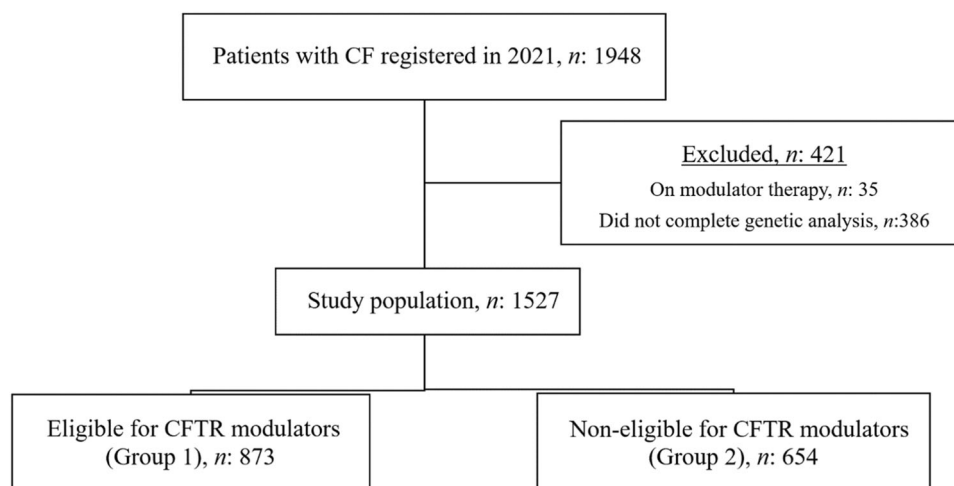 Patients with CF registered in 2021, n: 1948
Excluded, n: 421
On modulator therapy, n: 35
Did not complete genetic analysis, n:386
Study population, n: 1527
Eligible for CFTR modulators
(Group 1), n: 873
Non-eligible for CFTR modulators
(Group 2), n: 654